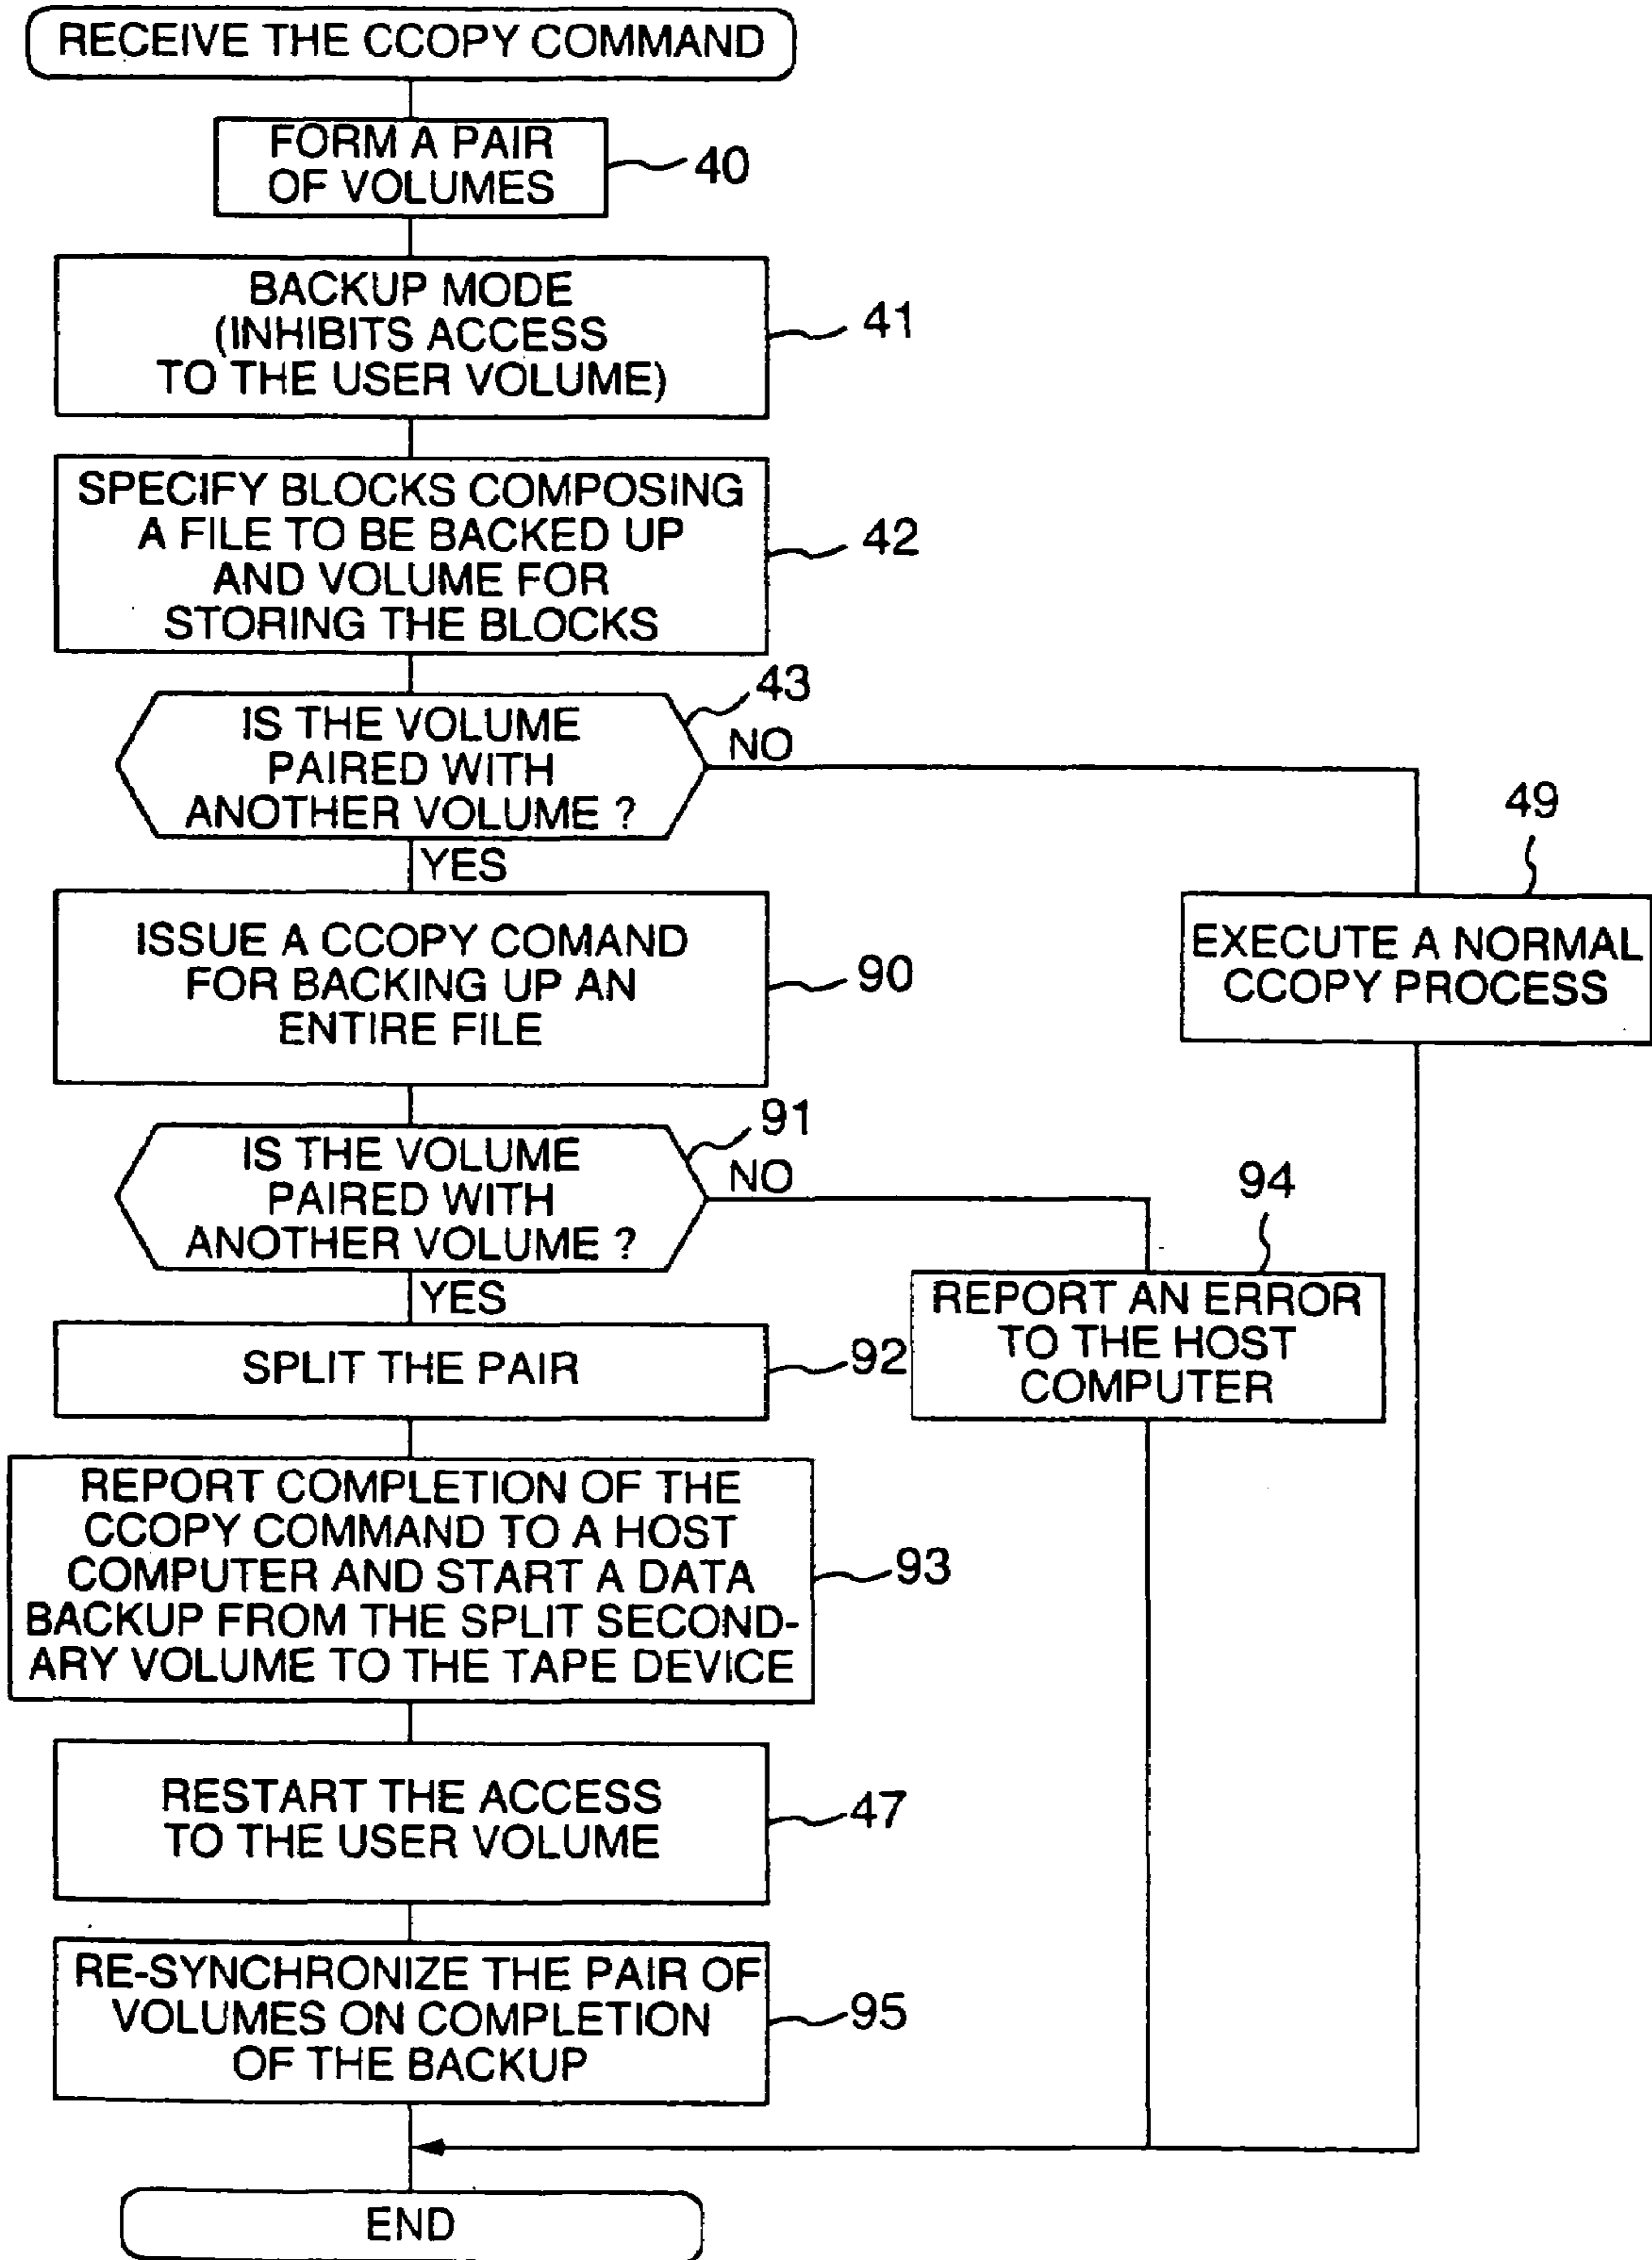 RECEIVE THE CCOPY COMMAND
FORM A PAIR
OF VOLUMES
40
BACKUP MODE
(INHIBITS ACCESS
TO THE USER VOLUME)
41
SPECIFY BLOCKS COMPOSING
A FILE TO BE BACKED UP
AND VOLUME FOR
STORING THE BLOCKS
42
IS THE VOLUME
PAIRED WITH
ANOTHER VOLUME ?
43
NO
YES
49
EXECUTE A NORMAL
CCOPY PROCESS
ISSUE A CCOPY COMAND
FOR BACKING UP AN
ENTIRE FILE
90
IS THE VOLUME
PAIRED WITH
ANOTHER VOLUME ?
91
NO
YES
94
REPORT AN ERROR
TO THE HOST
COMPUTER
SPLIT THE PAIR
92
REPORT COMPLETION OF THE
CCOPY COMMAND TO A HOST
COMPUTER AND START A DATA
BACKUP FROM THE SPLIT SECOND-
ARY VOLUME TO THE TAPE DEVICE
93
RESTART THE ACCESS
TO THE USER VOLUME
47
RE-SYNCHRONIZE THE PAIR OF
VOLUMES ON COMPLETION
OF THE BACKUP
95
END